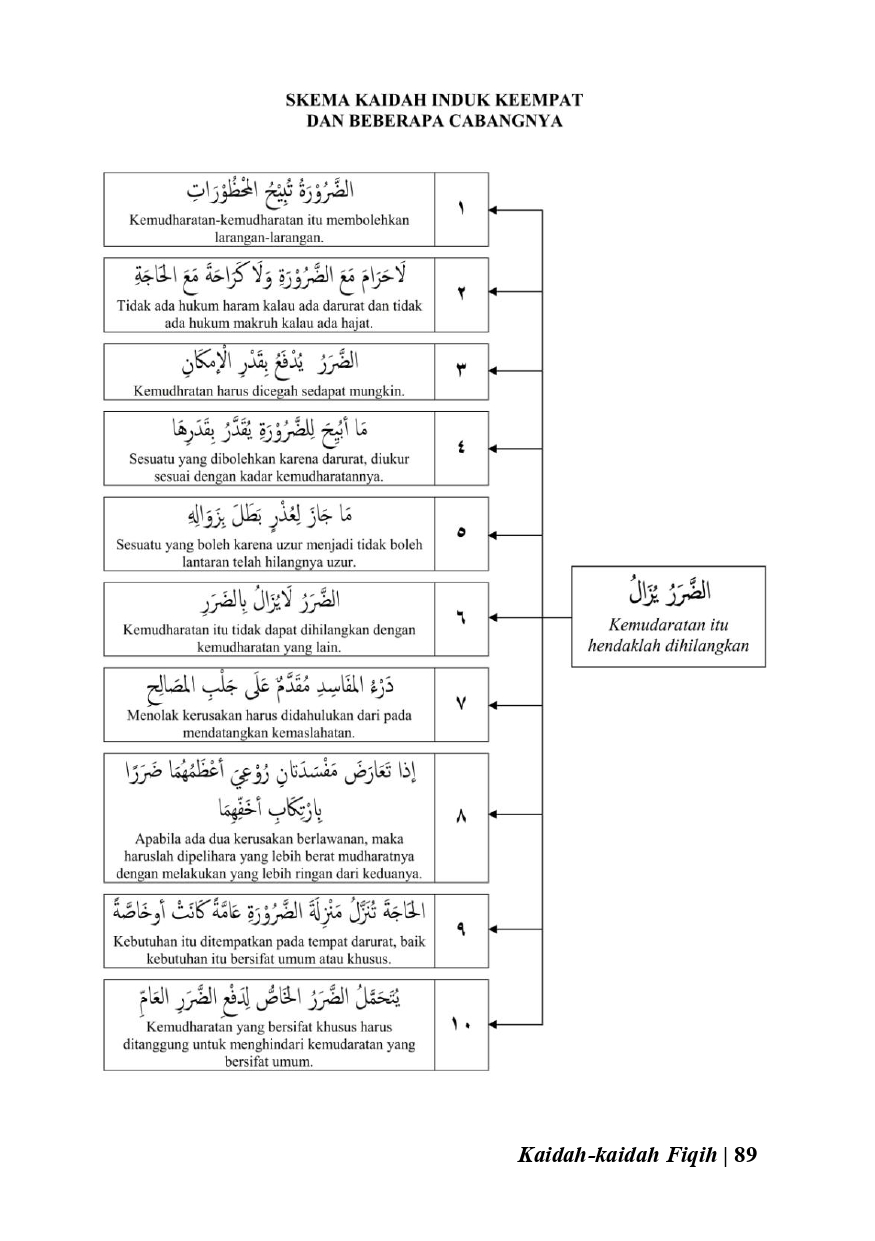 SKEMA KAIDAH INDUK KEEMPAT
DAN BEBERAPA CABANGNYA
الضَّرُوْرَةُ تُبِيْحُ المَحْظُوْرَاتِ
Kemudharatan-kemudharatan itu membolehkan
larangan-larangan.
١
لَاحَرَامَ مَعَ الضَّرُوْرَةِ وَلَا كَرَاحَةَ مَعَ الحَاجَةِ
Tidak ada hukum haram kalau ada darurat dan tidak
ada hukum makruh kalau ada hajat.
٢
الضَّرَرُ يُدْفَعُ بِقَدْرِ الْإمكَانِ
Kemudhratan harus dicegah sedapat mungkin.
٣
مَا أبُيِحَ لِلضَّرُوْرَةِ يُقَدَّرُ بِقَدَرِهَا
Sesuatu yang dibolehkan karena darurat, diukur
sesuai dengan kadar kemudharatannya.
٤
مَا جَازَ لِعُذْرٍ بَطَلَ بِزَوَالِهِ
Sesuatu yang boleh karena uzur menjadi tidak boleh
lantaran telah hilangnya uzur.
٥
الضَّرَرُ لَايُزَالُ بِالضَرَرِ
Kemudharatan itu tidak dapat dihilangkan dengan
kemudharatan yang lain.
٦
دَرْءُ المفَاسِدِ مُقَدَّمٌ عَلَى جَلْبِ المصَالِحِ
Menolak kerusakan harus didahulukan dari pada
mendatangkan kemaslahatan.
٧
إذا تَعَارَضَ مَفْسَدَتانِ رُوْعِيَ أعْظَمُهُمَا ضَرَرًا
بِارْتِكَابِ أخَفِّهِمَا
Apabila ada dua kerusakan berlawanan, maka
haruslah dipelihara yang lebih berat mudharatnya
dengan melakukan yang lebih ringan dari keduanya.
٨
الحَاجَةَ تُنَزَّلُ مَنْزِلَةَ الضَّرُوْرَةِ عَامَّةً كَانَتْ أوخَاصَّةً
Kebutuhan itu ditempatkan pada tempat darurat, baik
kebutuhan itu bersifat umum atau khusus.
٩
يُتَحَمَّلُ الضَّرَرُ الخَاصُّ لِدَفْعِ الضَّرَرِ العَامِّ
Kemudharatan yang bersifat khusus harus
ditanggung untuk menghindari kemudaratan yang
bersifat umum.
١٠
الضَّرَرُ يُزَالُ
Kemudaratan itu
hendaklah dihilangkan
Kaidah-kaidah Fiqih | 89